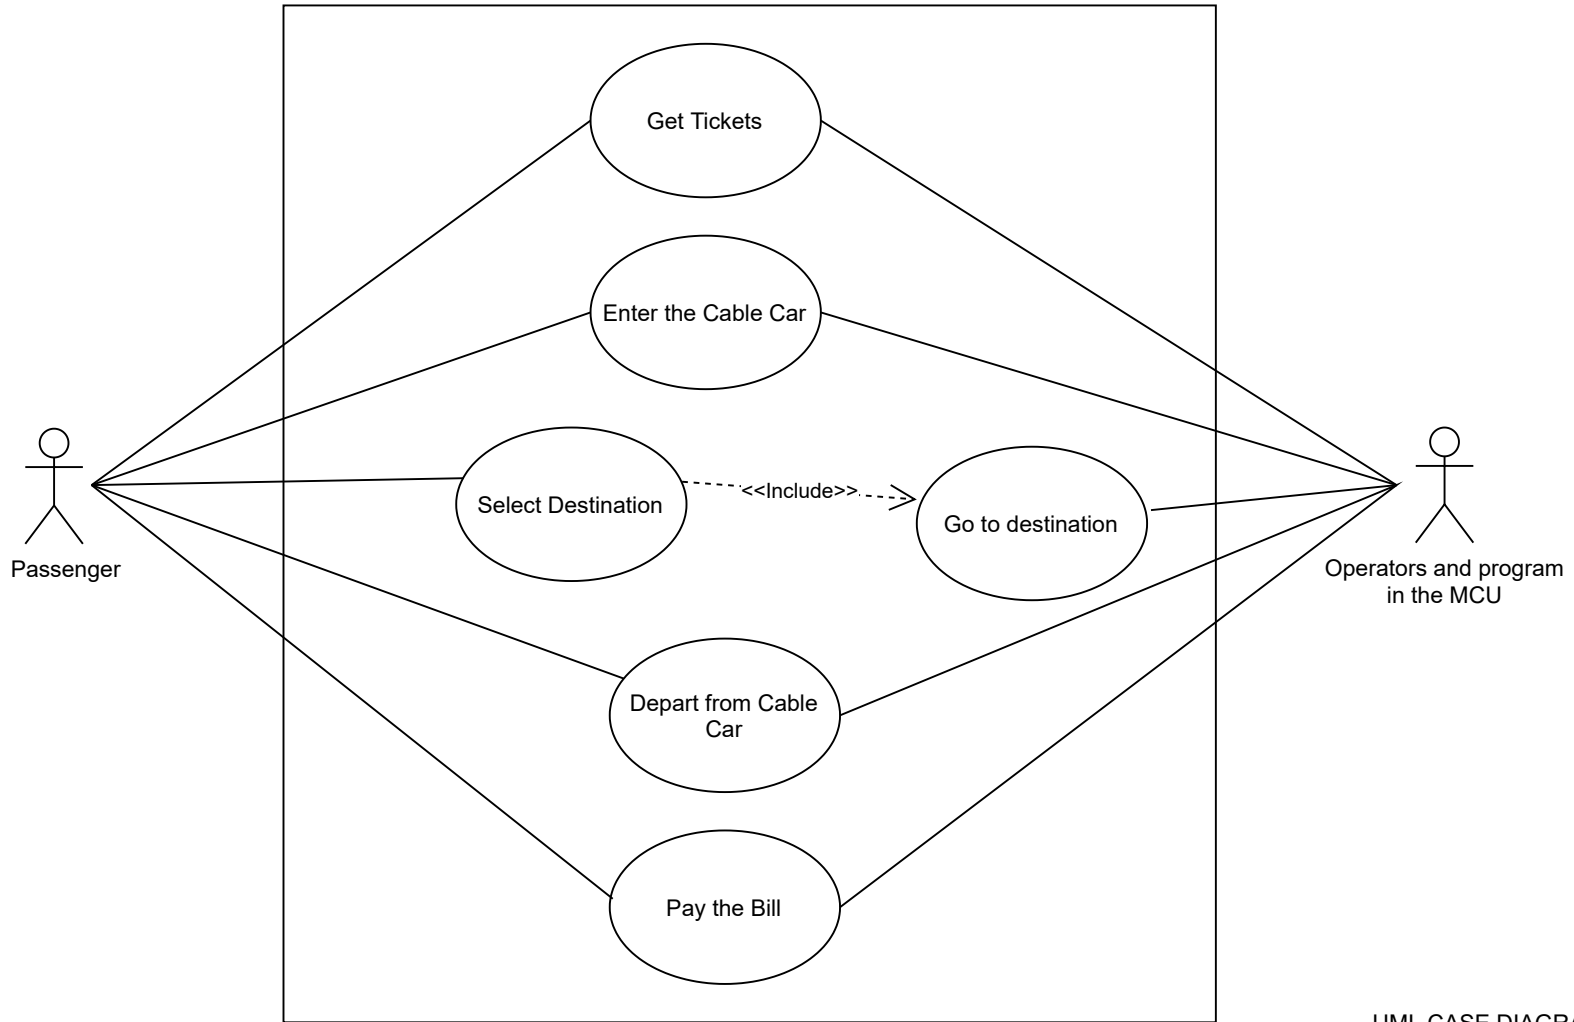 Get Tickets
Enter the Cable Car
Select Destination
<<Include>>
Go to destination
Passenger
Operators and program
in the MCU
Depart from Cable
Car
Pay the Bill